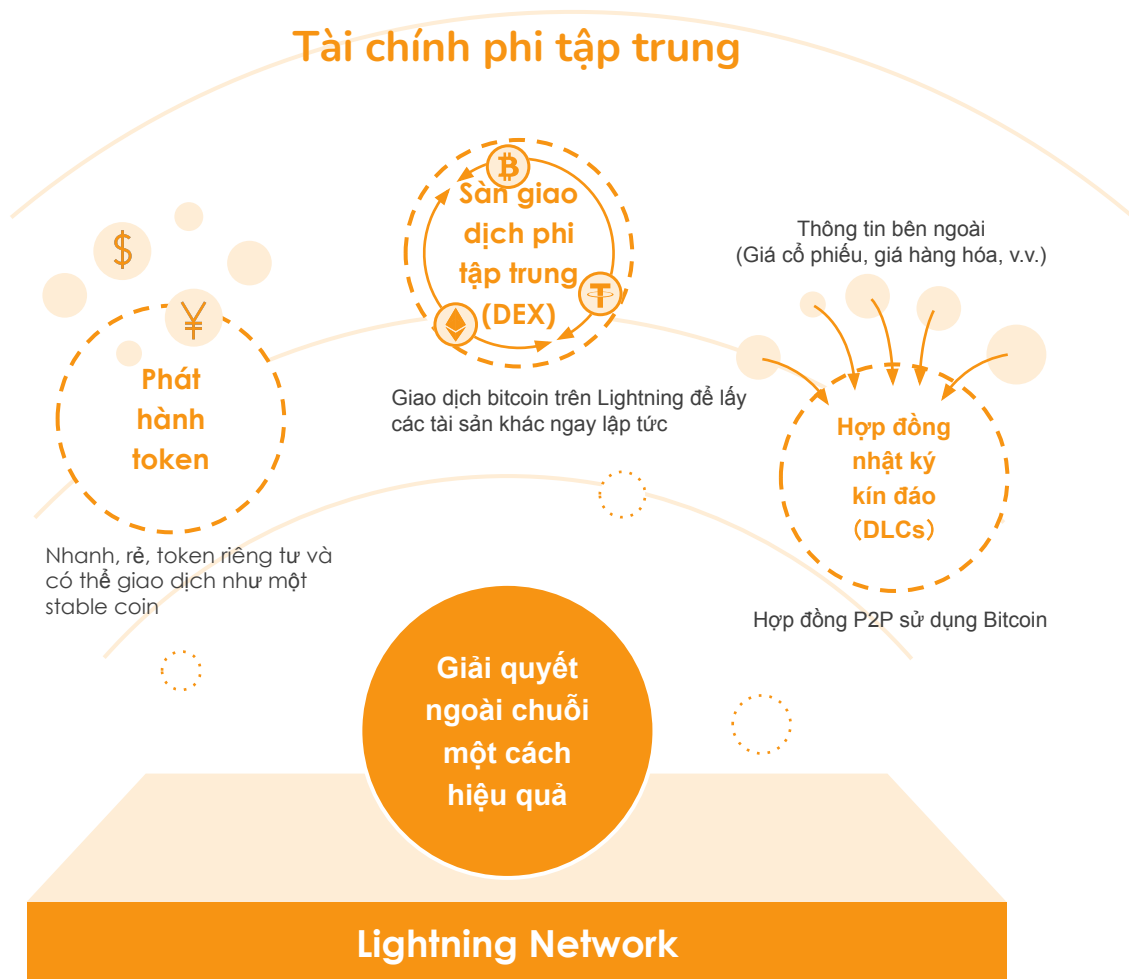 Tài chính phi tập trung
Sàn giao
dịch phi
tập trung
(DEX)
Giao dịch bitcoin trên Lightning để lấy
các tài sản khác ngay lập tức
$
¥
Phát
hành
token
Nhanh, rẻ, token riêng tư và
có thể giao dịch như một
stable coin
Thông tin bên ngoài
(Giá cổ phiếu, giá hàng hóa, v.v.)
Hợp đồng
nhật ký
kín đáo
（DLCs）
Hợp đồng P2P sử dụng Bitcoin
Giải quyết
ngoài chuỗi
một cách
hiệu quả
Lightning Network